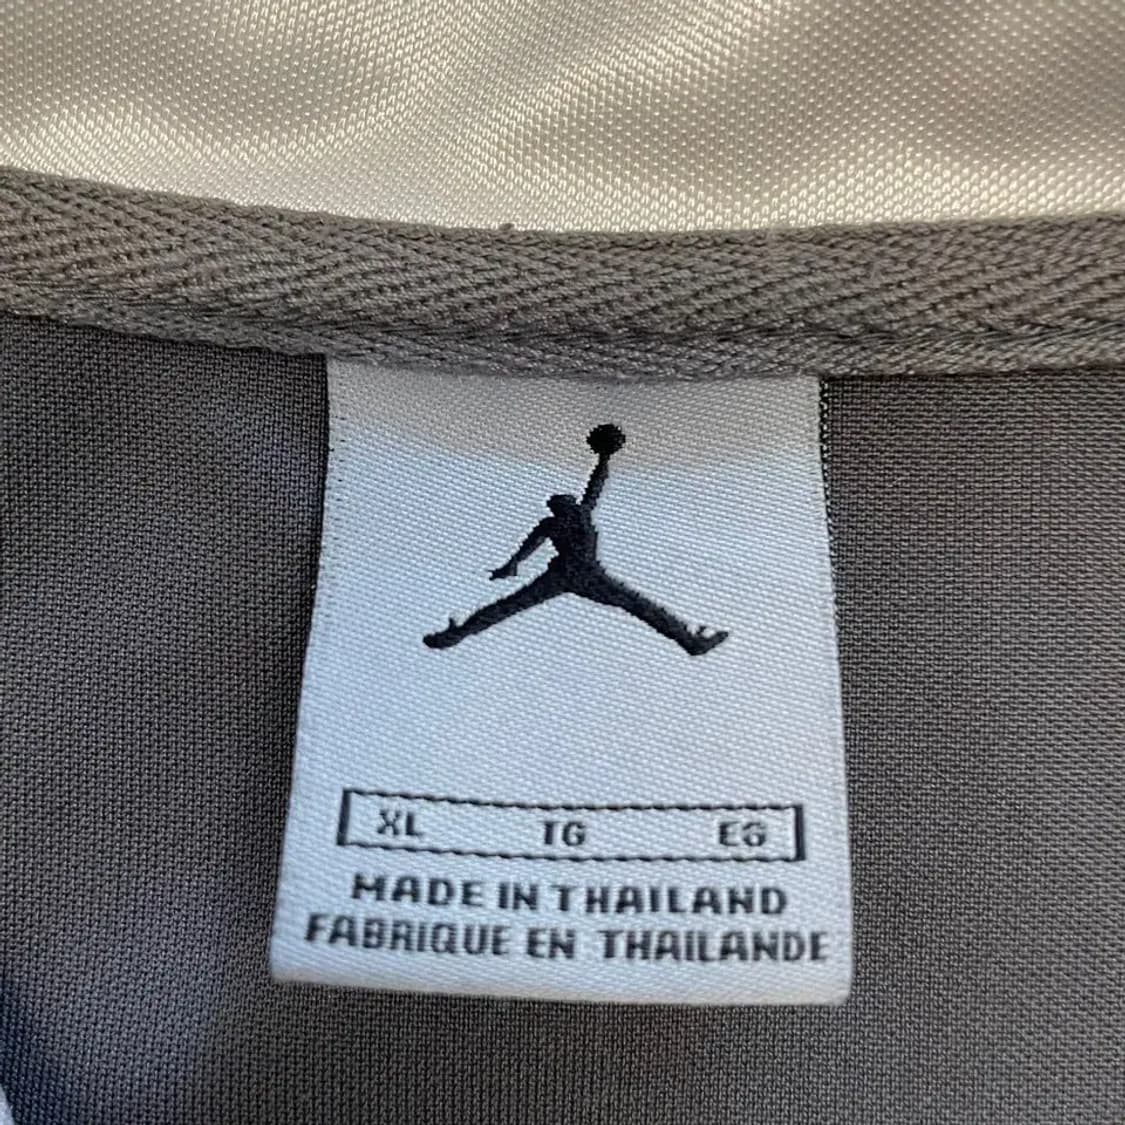 XL TG EG
MADE IN THAILAND
FABRIQUE EN THAILANDE